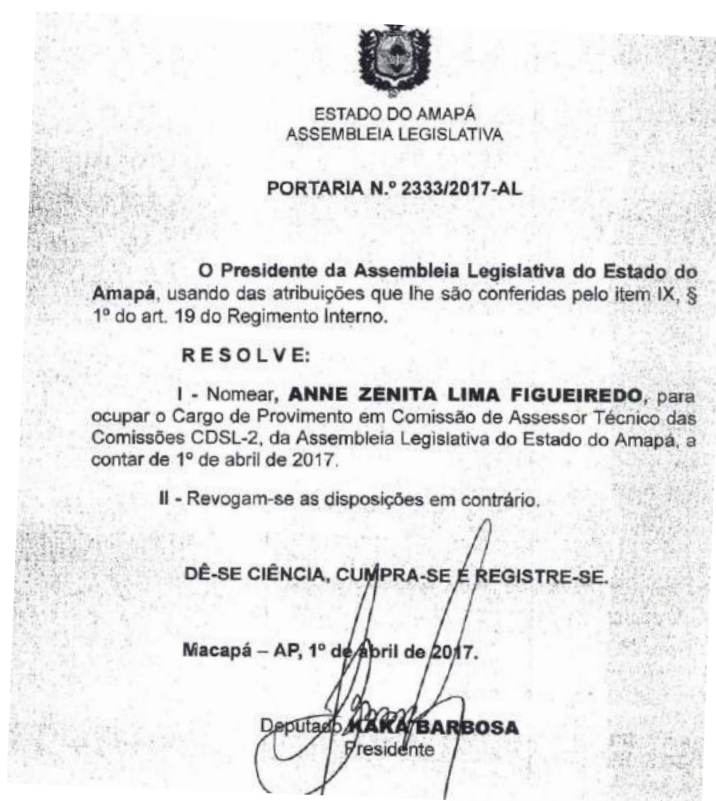 ESTADO DO AMAPÁ
ASSEMBLEIA LEGISLATIVA
PORTARIA N.º 2333/2017-AL
O Presidente da Assembleia Legislativa do Estado do
Amapá, usando das atribuições que lhe são conferidas pelo item IX, §
1º do art. 19 do Regimento Interno.
R E S O L V E:
I - Nomear, ANNE ZENITA LIMA FIGUEIREDO, para
ocupar o Cargo de Provimento em Comissão de Assessor Técnico das
Comissões CDSL-2, da Assembleia Legislativa do Estado do Amapá, a
contar de 1º de abril de 2017.
II - Revogam-se as disposições em contrário.
DÊ-SE CIÊNCIA, CUMPRA-SE E REGISTRE-SE.
Macapá – AP, 1º de abril de 2017.
Deputado KAKÁ BARBOSA
Presidente